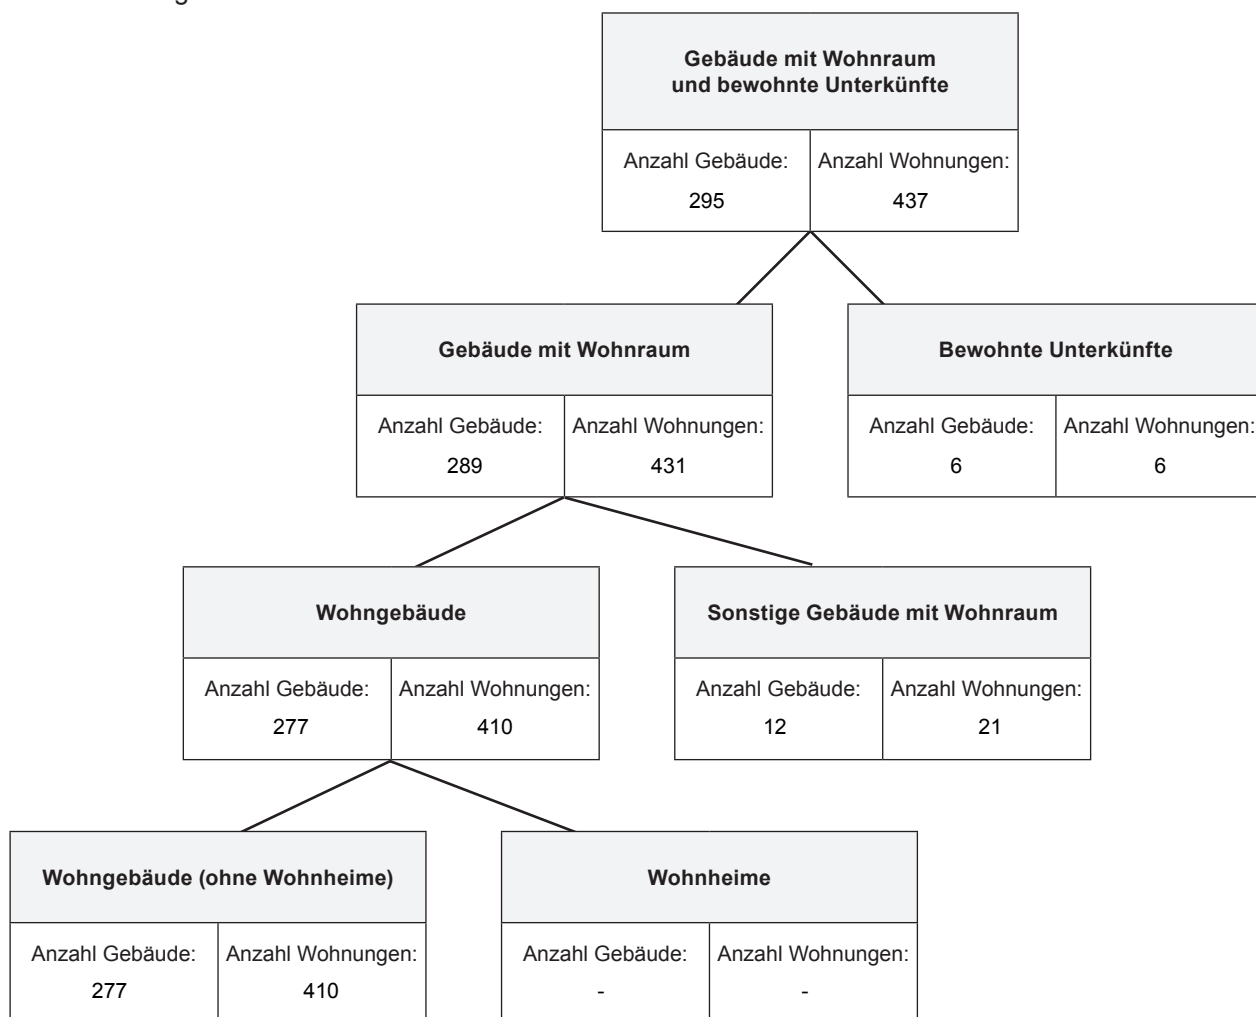 Gebäude mit Wohnraum
und bewohnte Unterkünfte
Anzahl Gebäude: Anzahl Wohnungen:
295 437
Gebäude mit Wohnraum
Bewohnte Unterkünfte
Anzahl Gebäude: Anzahl Wohnungen:
289 431
Anzahl Gebäude: Anzahl Wohnungen:
6 6
Wohngebäude
Sonstige Gebäude mit Wohnraum
Anzahl Gebäude: Anzahl Wohnungen:
277 410
Anzahl Gebäude: Anzahl Wohnungen:
12 21
Wohngebäude (ohne Wohnheime)
Wohnheime
Anzahl Gebäude: Anzahl Wohnungen:
277 410
Anzahl Gebäude: Anzahl Wohnungen:
- -